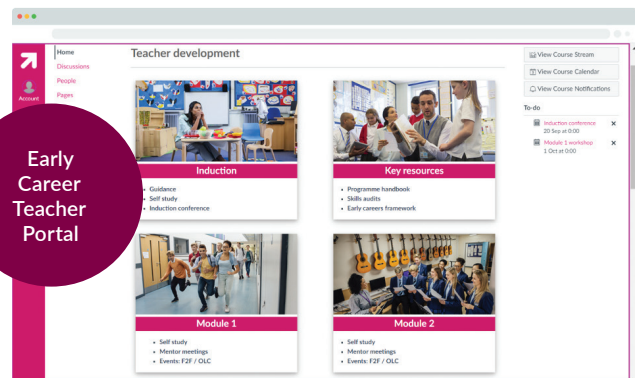 Home
Discussions
People
Pages
Account
Early
Career
Teacher
Portal
Teacher development
Induction
• Guidance
• Self study
• Induction conference
Key resources
• Programme handbook
• Skills audits
• Early careers framework
Module 1
• Self study
• Mentor meetings
• Events: F2F / OLC
Module 2
• Self study
• Mentor meetings
• Events: F2F / OLC
View Course Stream
View Course Calendar
View Course Notifications
To-do
Induction conference
20 Sep at 0:00
Module 1 workshop
1 Oct at 0:00